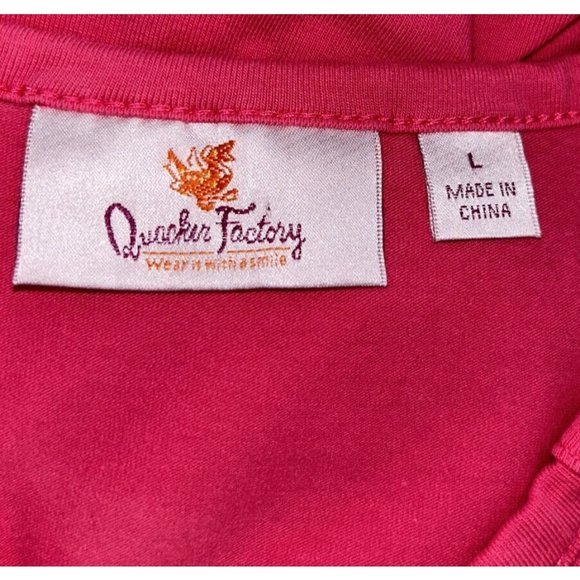 Quacker Factory
Wear it with a smile
L
MADE IN
CHINA